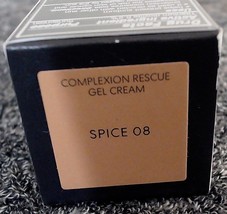 COMPLEXION RESCUE
GEL CREAM
SPICE 08